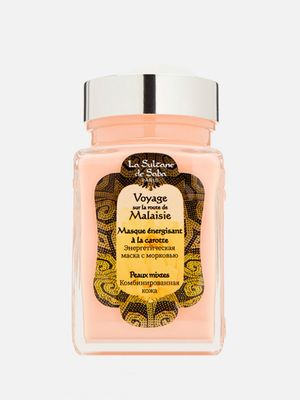 La Sultane
de Saba
PARIS
Voyage
sur la route de
Malaisie
Masque énergisant
à la carotte
Энергетическая
маска с морковью
Peaux mixtes
Комбинированная
кожа